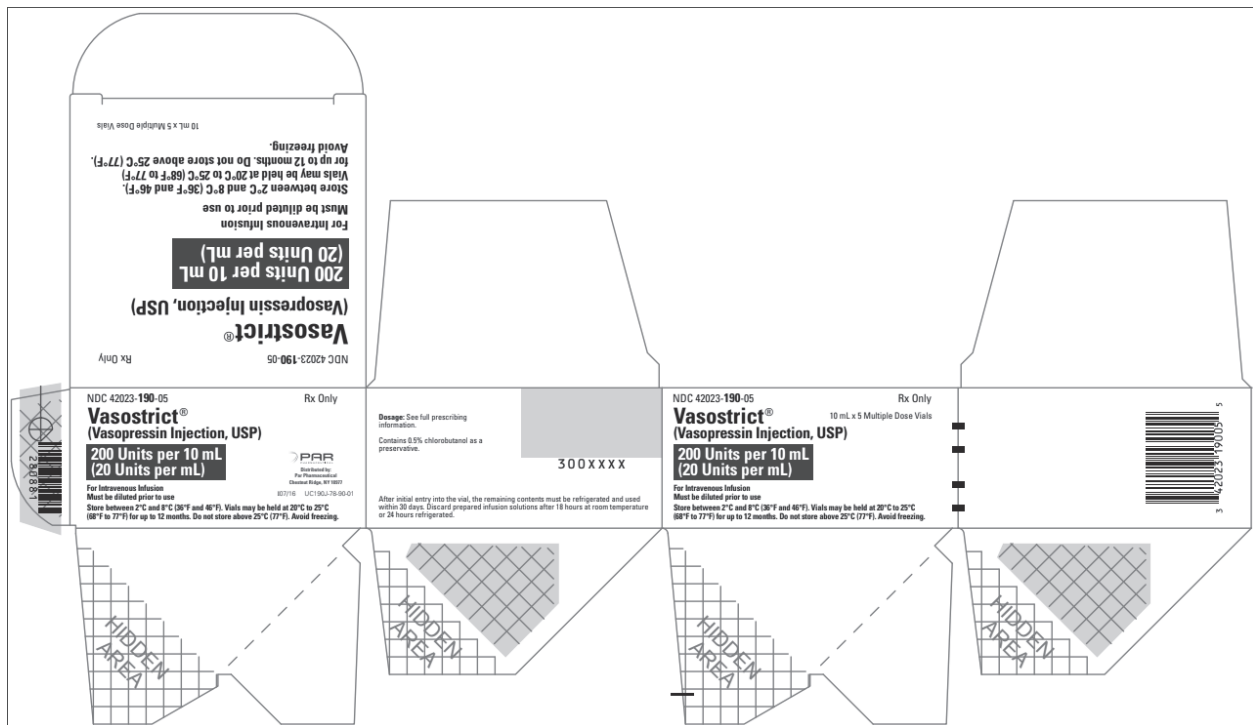 10 mL x 5 Multiple Dose Vials
Avoid freezing.
for up to 12 months. Do not store above 25°C (77°F).
Vials may be held at 20°C to 25°C (68°F to 77°F)
Store between 2°C and 8°C (36°F and 46°F).
Must be diluted prior to use
For Intravenous Infusion
(20 Units per mL)
200 Units per 10 mL
(Vasopressin Injection, USP)
Vasostrict®
NDC 42023-190-05 Rx Only
280881
NDC 42023-190-05 Rx Only
Vasostrict®
(Vasopressin Injection, USP)
200 Units per 10 mL
(20 Units per mL)
PAR
Distributed by:
Par Pharmaceutical
Chestnut Ridge, NY 10977
I07/16 UC190J-78-90-01
For Intravenous Infusion
Must be diluted prior to use
Store between 2°C and 8°C (36°F and 46°F). Vials may be held at 20°C to 25°C
(68°F to 77°F) for up to 12 months. Do not store above 25°C (77°F). Avoid freezing.
Dosage: See full prescribing
information.
Contains 0.5% chlorobutanol as a
preservative.
300XXXX
After initial entry into the vial, the remaining contents must be refrigerated and used
within 30 days. Discard prepared infusion solutions after 18 hours at room temperature
or 24 hours refrigerated.
NDC 42023-190-05 Rx Only
Vasostrict®
10 mL x 5 Multiple Dose Vials
(Vasopressin Injection, USP)
200 Units per 10 mL
(20 Units per mL)
For Intravenous Infusion
Must be diluted prior to use
Store between 2°C and 8°C (36°F and 46°F). Vials may be held at 20°C to 25°C
(68°F to 77°F) for up to 12 months. Do not store above 25°C (77°F). Avoid freezing.
3 42023 19005 5
HIDDEN
AREA
HIDDEN
AREA
HIDDEN
AREA
HIDDEN
AREA